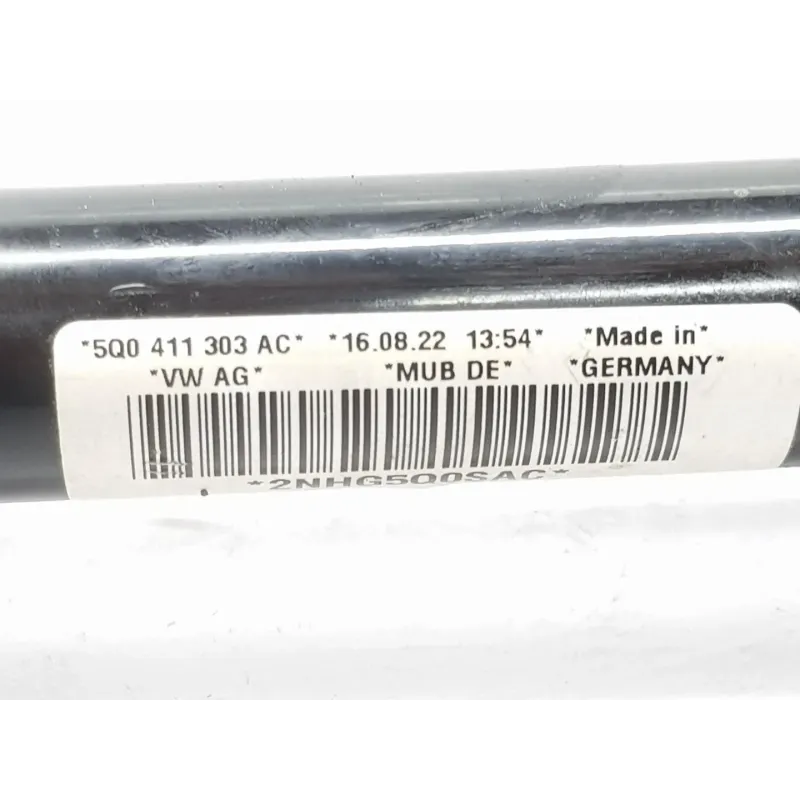 *5Q0 411 303 AC* *16.08.22 13:54* *Made in*
*VW AG* *MUB DE* *GERMANY*
*2NHG5Q0SAC*